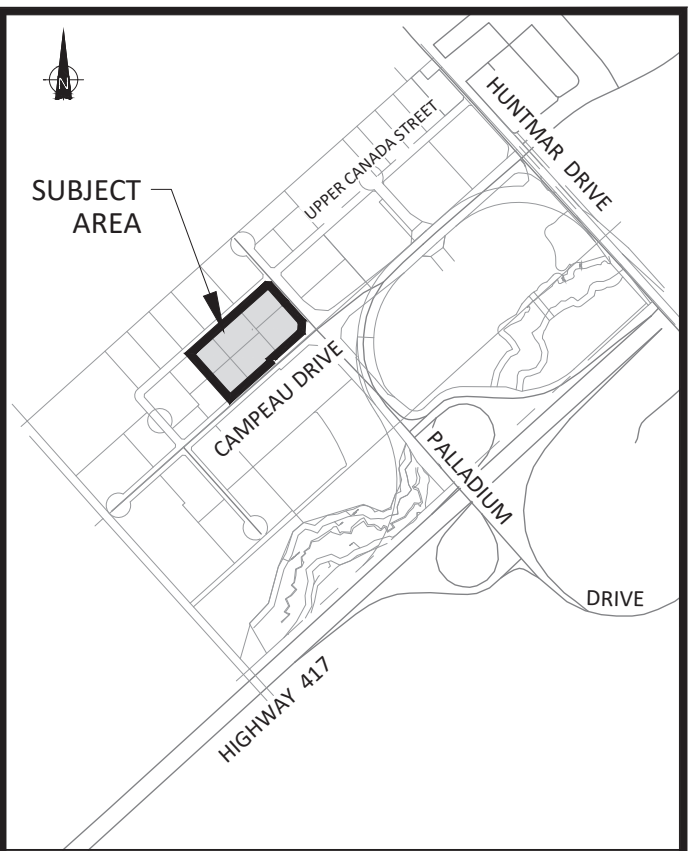 N
HUNTMAR DRIVE
UPPER CANADA STREET
SUBJECT
AREA
CAMPEAU DRIVE
PALLADIUM
DRIVE
HIGHWAY 417